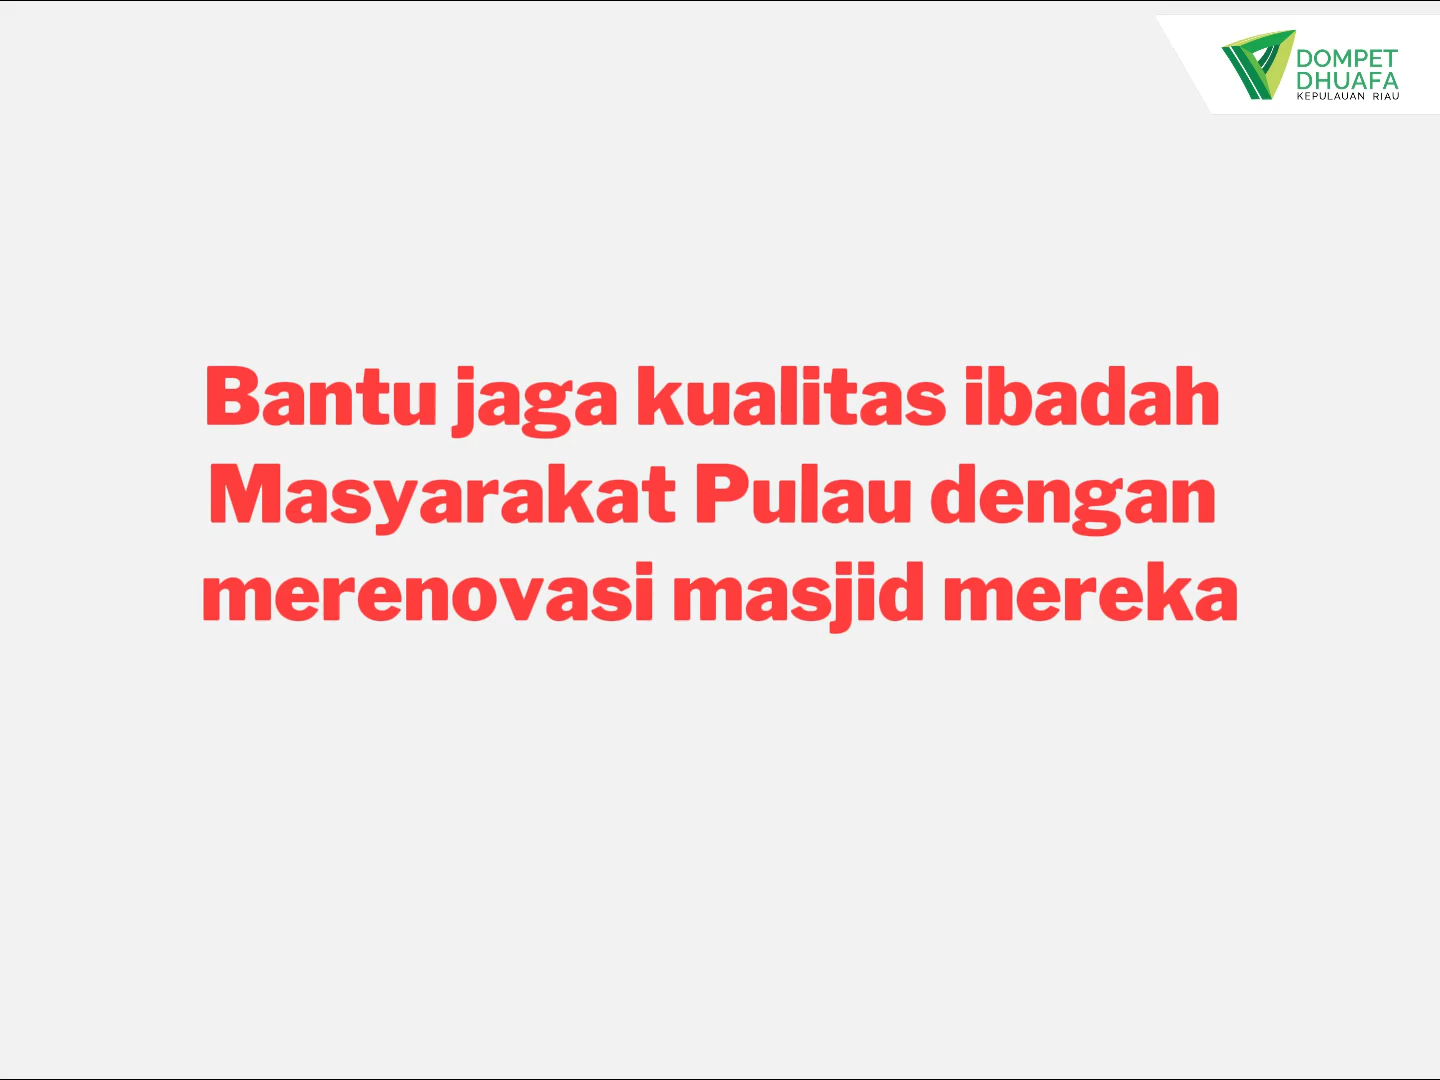 DOMPET
DHUAFA
KEPULAUAN RIAU
Bantu jaga kualitas ibadah
Masyarakat Pulau dengan
merenovasi masjid mereka